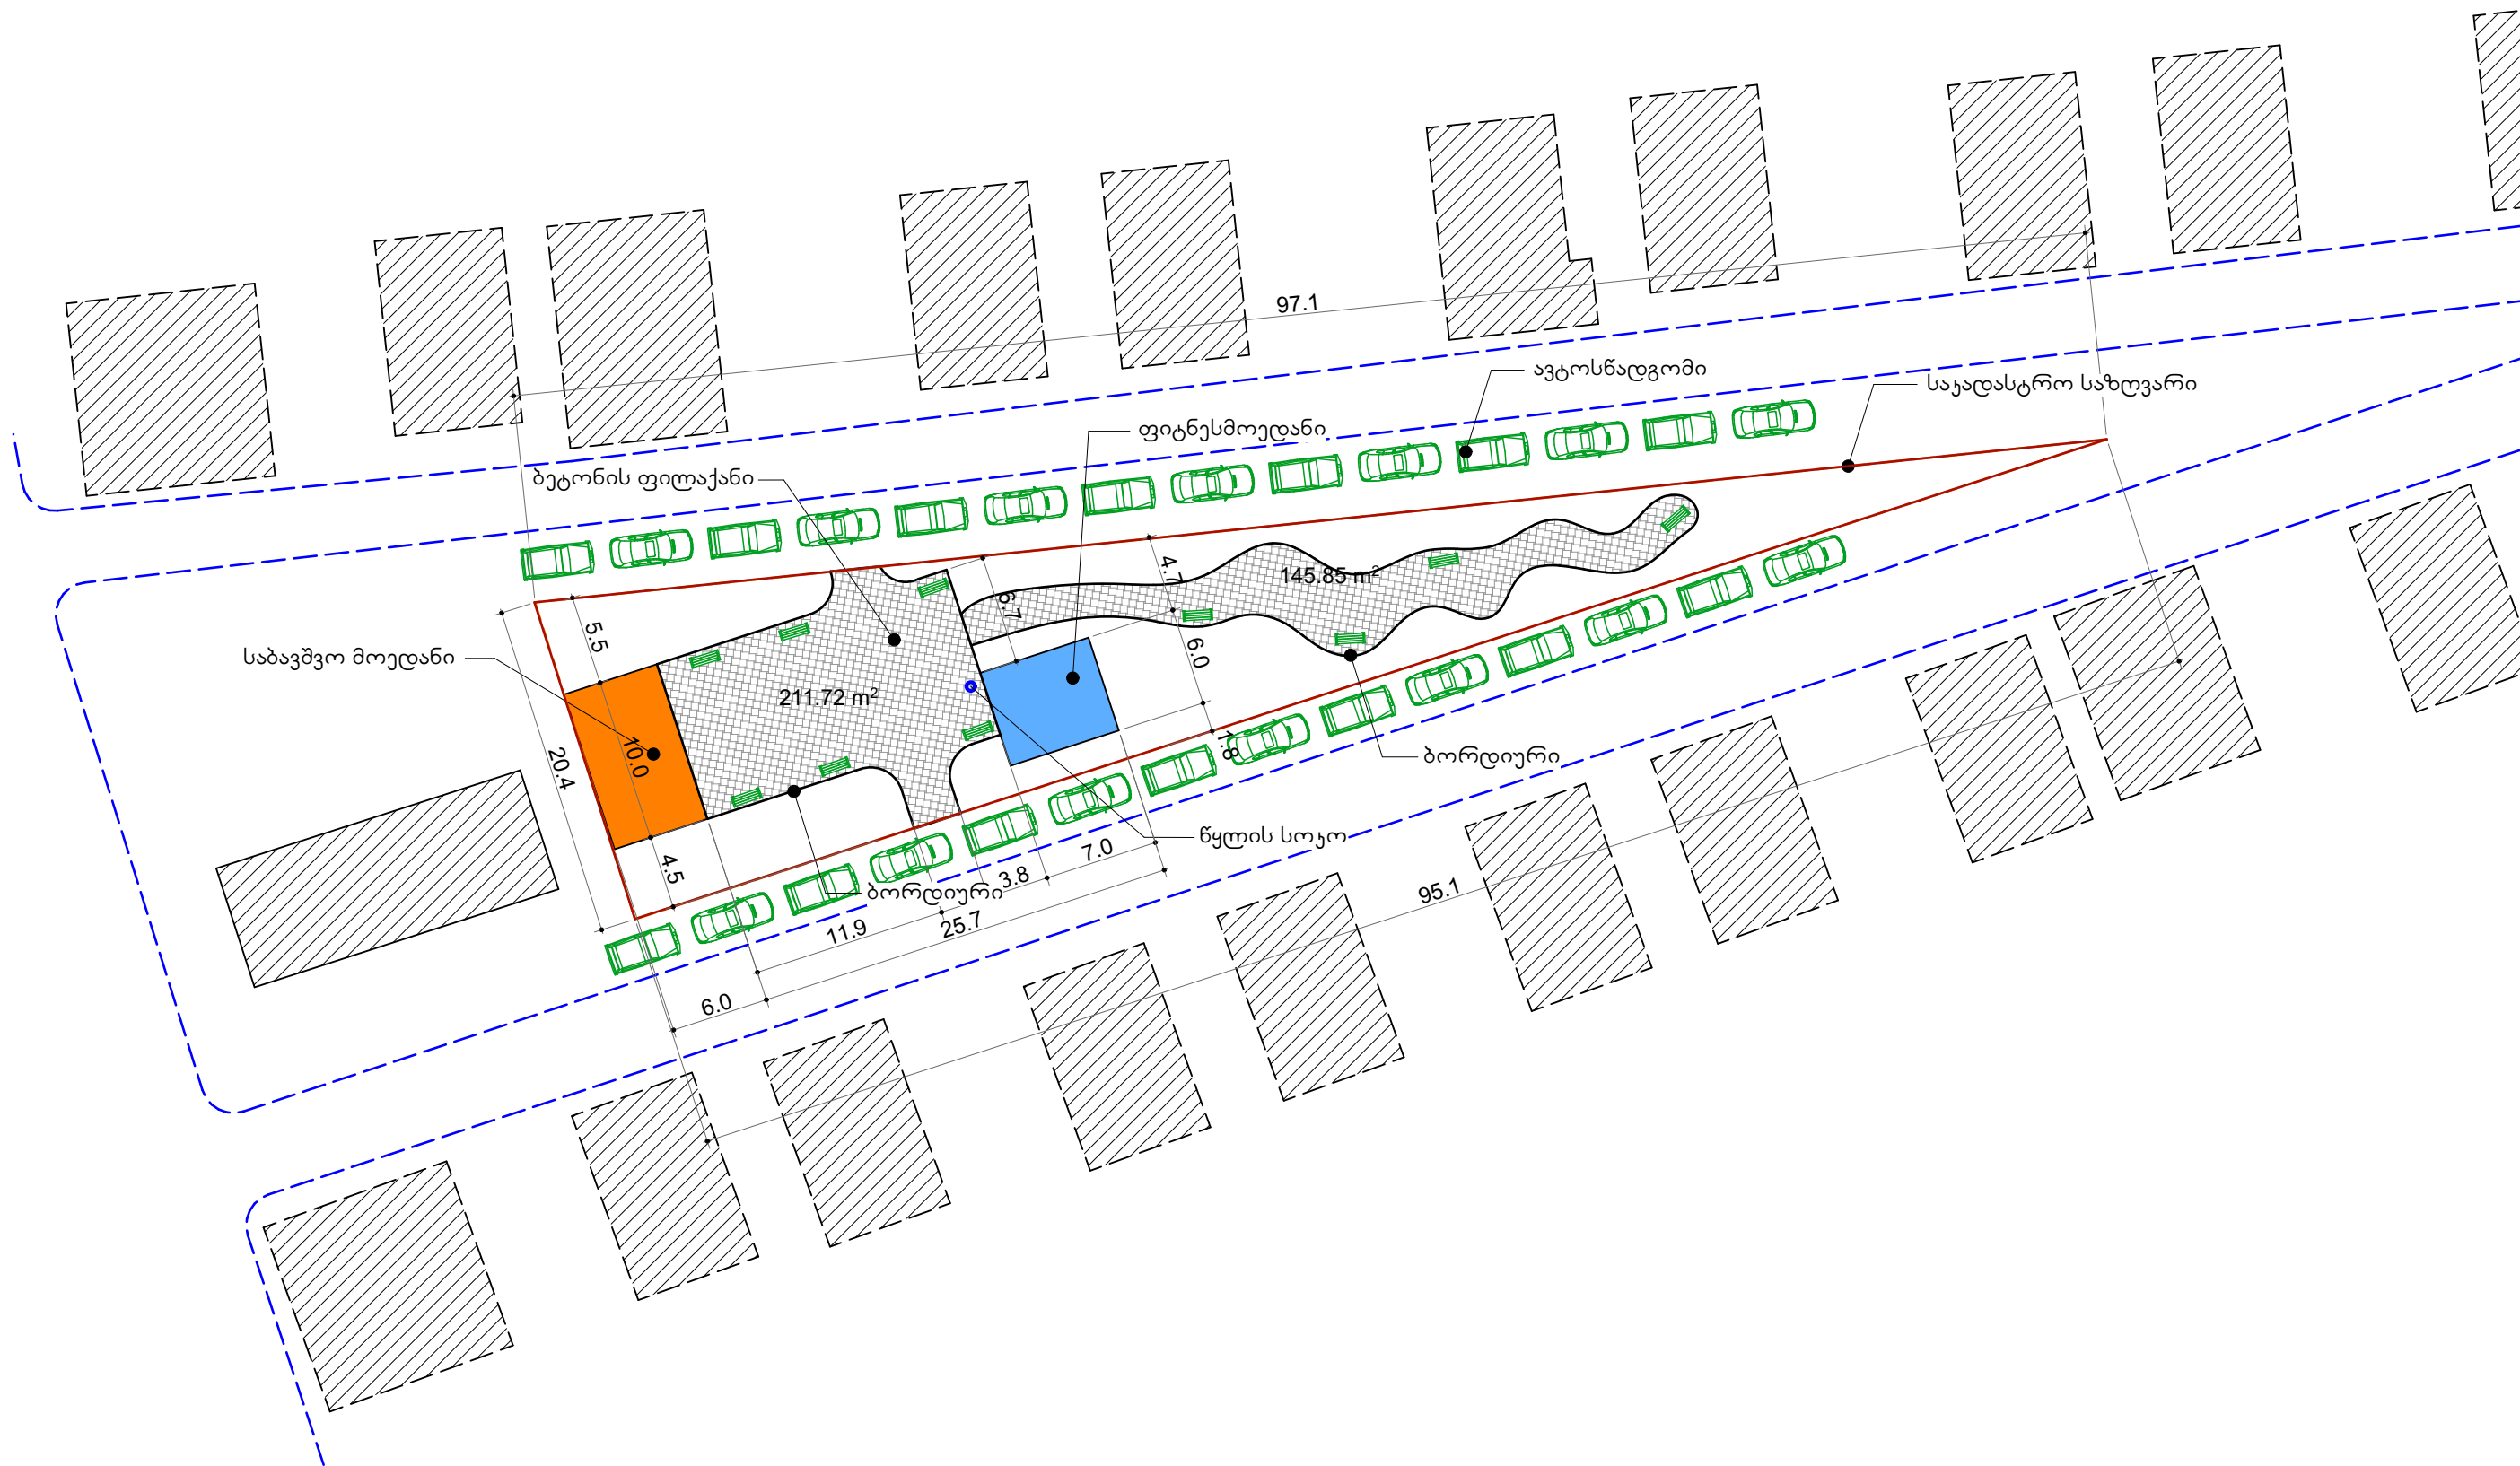 97.1
ავტოსწადგომი
საკადასტრო საზღვარი
ფიტნესმოედანი
ბეტონის ფილაქანი
4.7
145.85 m²
6.7
5.5
6.0
საბავშვო მოედანი
211.72 m²
10.0
20.4
1.8
ბორდიური
წყლის სოკო
7.0
4.5
3.8
ბორდიური
95.1
11.9
25.7
6.0